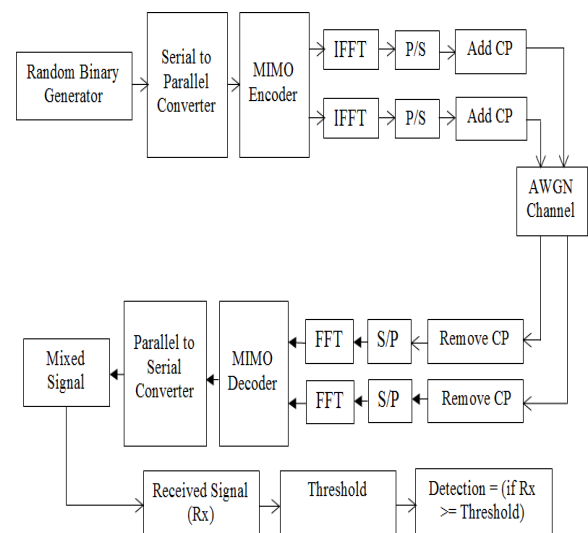 Random Binary
Generator
Serial to
Parallel
Converter
MIMO
Encoder
IFFT
P/S
Add CP
IFFT
P/S
Add CP
AWGN
Channel
Mixed
Signal
Parallel to
Serial
Converter
MIMO
Decoder
FFT
S/P
Remove CP
FFT
S/P
Remove CP
Received Signal
(Rx)
Threshold
Detection = (if Rx
>= Threshold)